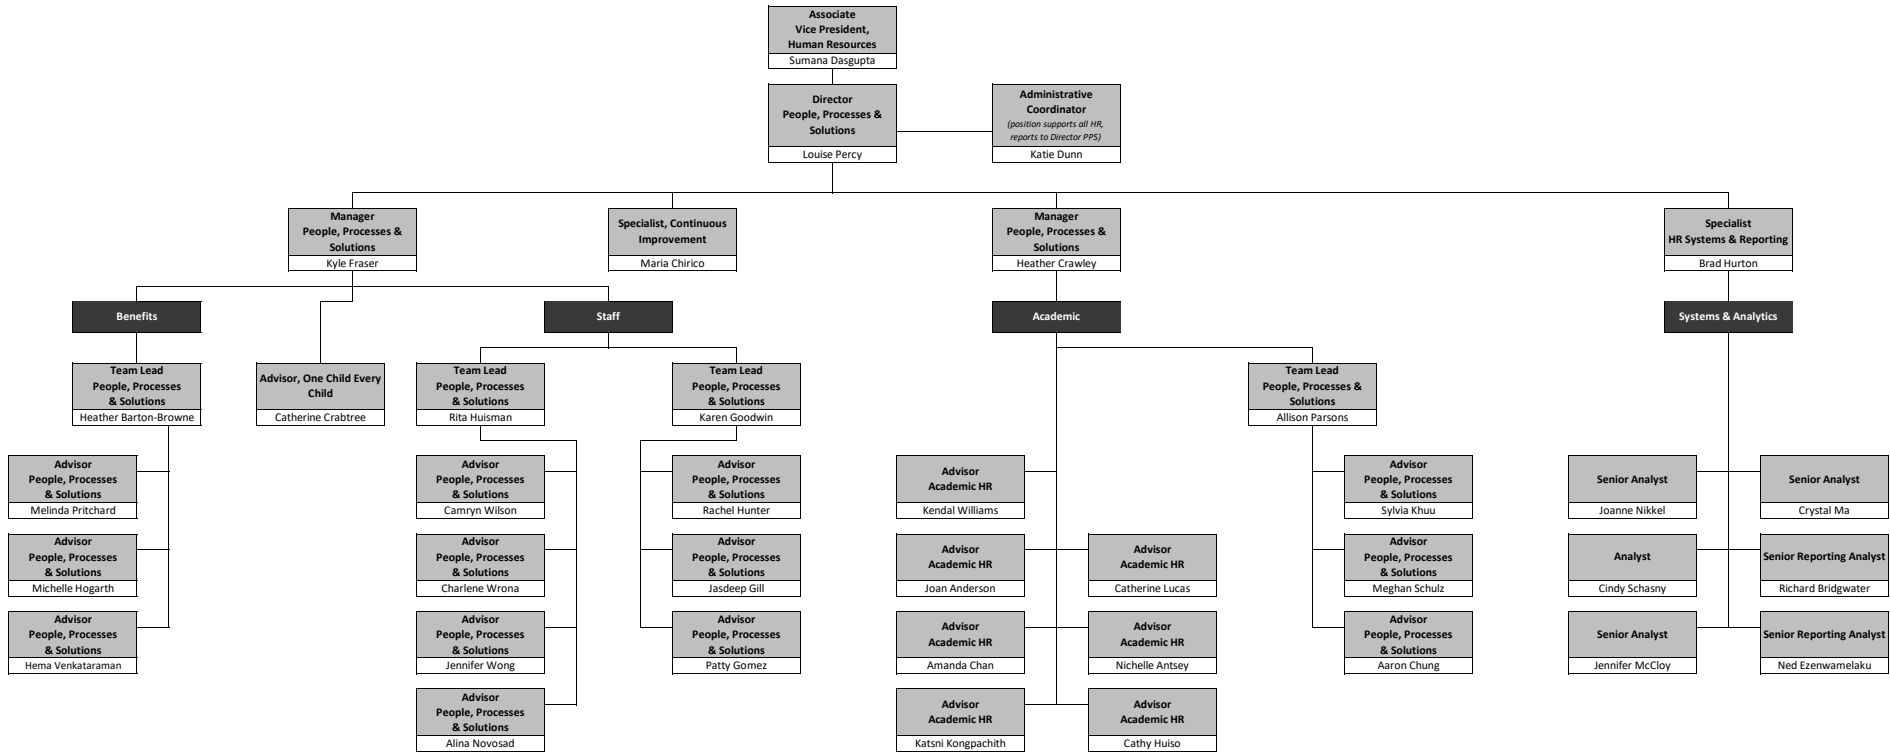 Associate
Vice President,
Human Resources
Sumana Dasgupta
Director
People, Processes &
Solutions
Louise Percy
Administrative
Coordinator
(position supports all HR,
reports to Director PPS)
Katie Dunn
Manager
People, Processes &
Solutions
Kyle Fraser
Specialist, Continuous
Improvement
Maria Chirico
Manager
People, Processes &
Solutions
Heather Crawley
Specialist
HR Systems & Reporting
Brad Hurton
Benefits
Staff
Academic
Systems & Analytics
Team Lead
People, Processes
& Solutions
Heather Barton-Browne
Advisor, One Child Every
Child
Catherine Crabtree
Team Lead
People, Processes
& Solutions
Rita Huisman
Team Lead
People, Processes
& Solutions
Karen Goodwin
Team Lead
People, Processes &
Solutions
Allison Parsons
Advisor
People, Processes
& Solutions
Melinda Pritchard
Advisor
People, Processes
& Solutions
Camryn Wilson
Advisor
People, Processes
& Solutions
Rachel Hunter
Advisor
Academic HR
Kendal Williams
Advisor
People, Processes
& Solutions
Sylvia Khuu
Senior Analyst
Joanne Nikkel
Senior Analyst
Crystal Ma
Advisor
People, Processes
& Solutions
Michelle Hogarth
Advisor
People, Processes
& Solutions
Charlene Wrona
Advisor
People, Processes
& Solutions
Jasdeep Gill
Advisor
Academic HR
Joan Anderson
Advisor
Academic HR
Catherine Lucas
Advisor
People, Processes
& Solutions
Meghan Schulz
Analyst
Cindy Schasny
Senior Reporting Analyst
Richard Bridgwater
Advisor
People, Processes
& Solutions
Hema Venkataraman
Advisor
People, Processes
& Solutions
Jennifer Wong
Advisor
People, Processes
& Solutions
Patty Gomez
Advisor
Academic HR
Amanda Chan
Advisor
Academic HR
Nichelle Antsey
Advisor
People, Processes
& Solutions
Aaron Chung
Senior Analyst
Jennifer McCloy
Senior Reporting Analyst
Ned Ezenwamelaku
Advisor
People, Processes
& Solutions
Alina Novosad
Advisor
Academic HR
Katsni Kongpachith
Advisor
Academic HR
Cathy Huiso